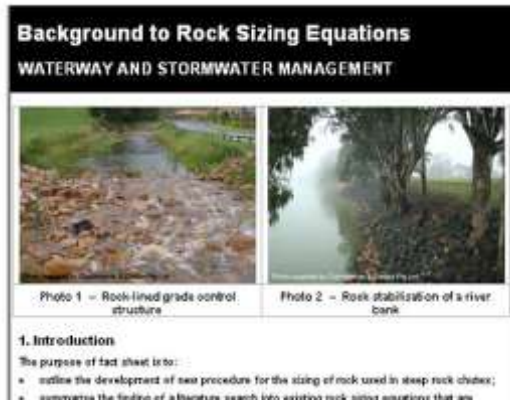 Background to Rock Sizing Equations
WATERWAY AND STORMWATER MANAGEMENT
Photo 1 – Rock-lined grade control
structure
Photo 2 – Rock stabilisation of a river
bank
1. Introduction
The purpose of fact sheet is to:
• outline the development of new procedure for the sizing of rock used in steep rock chutes;
• summarise the finding of a literature search into existing rock sizing equations that are